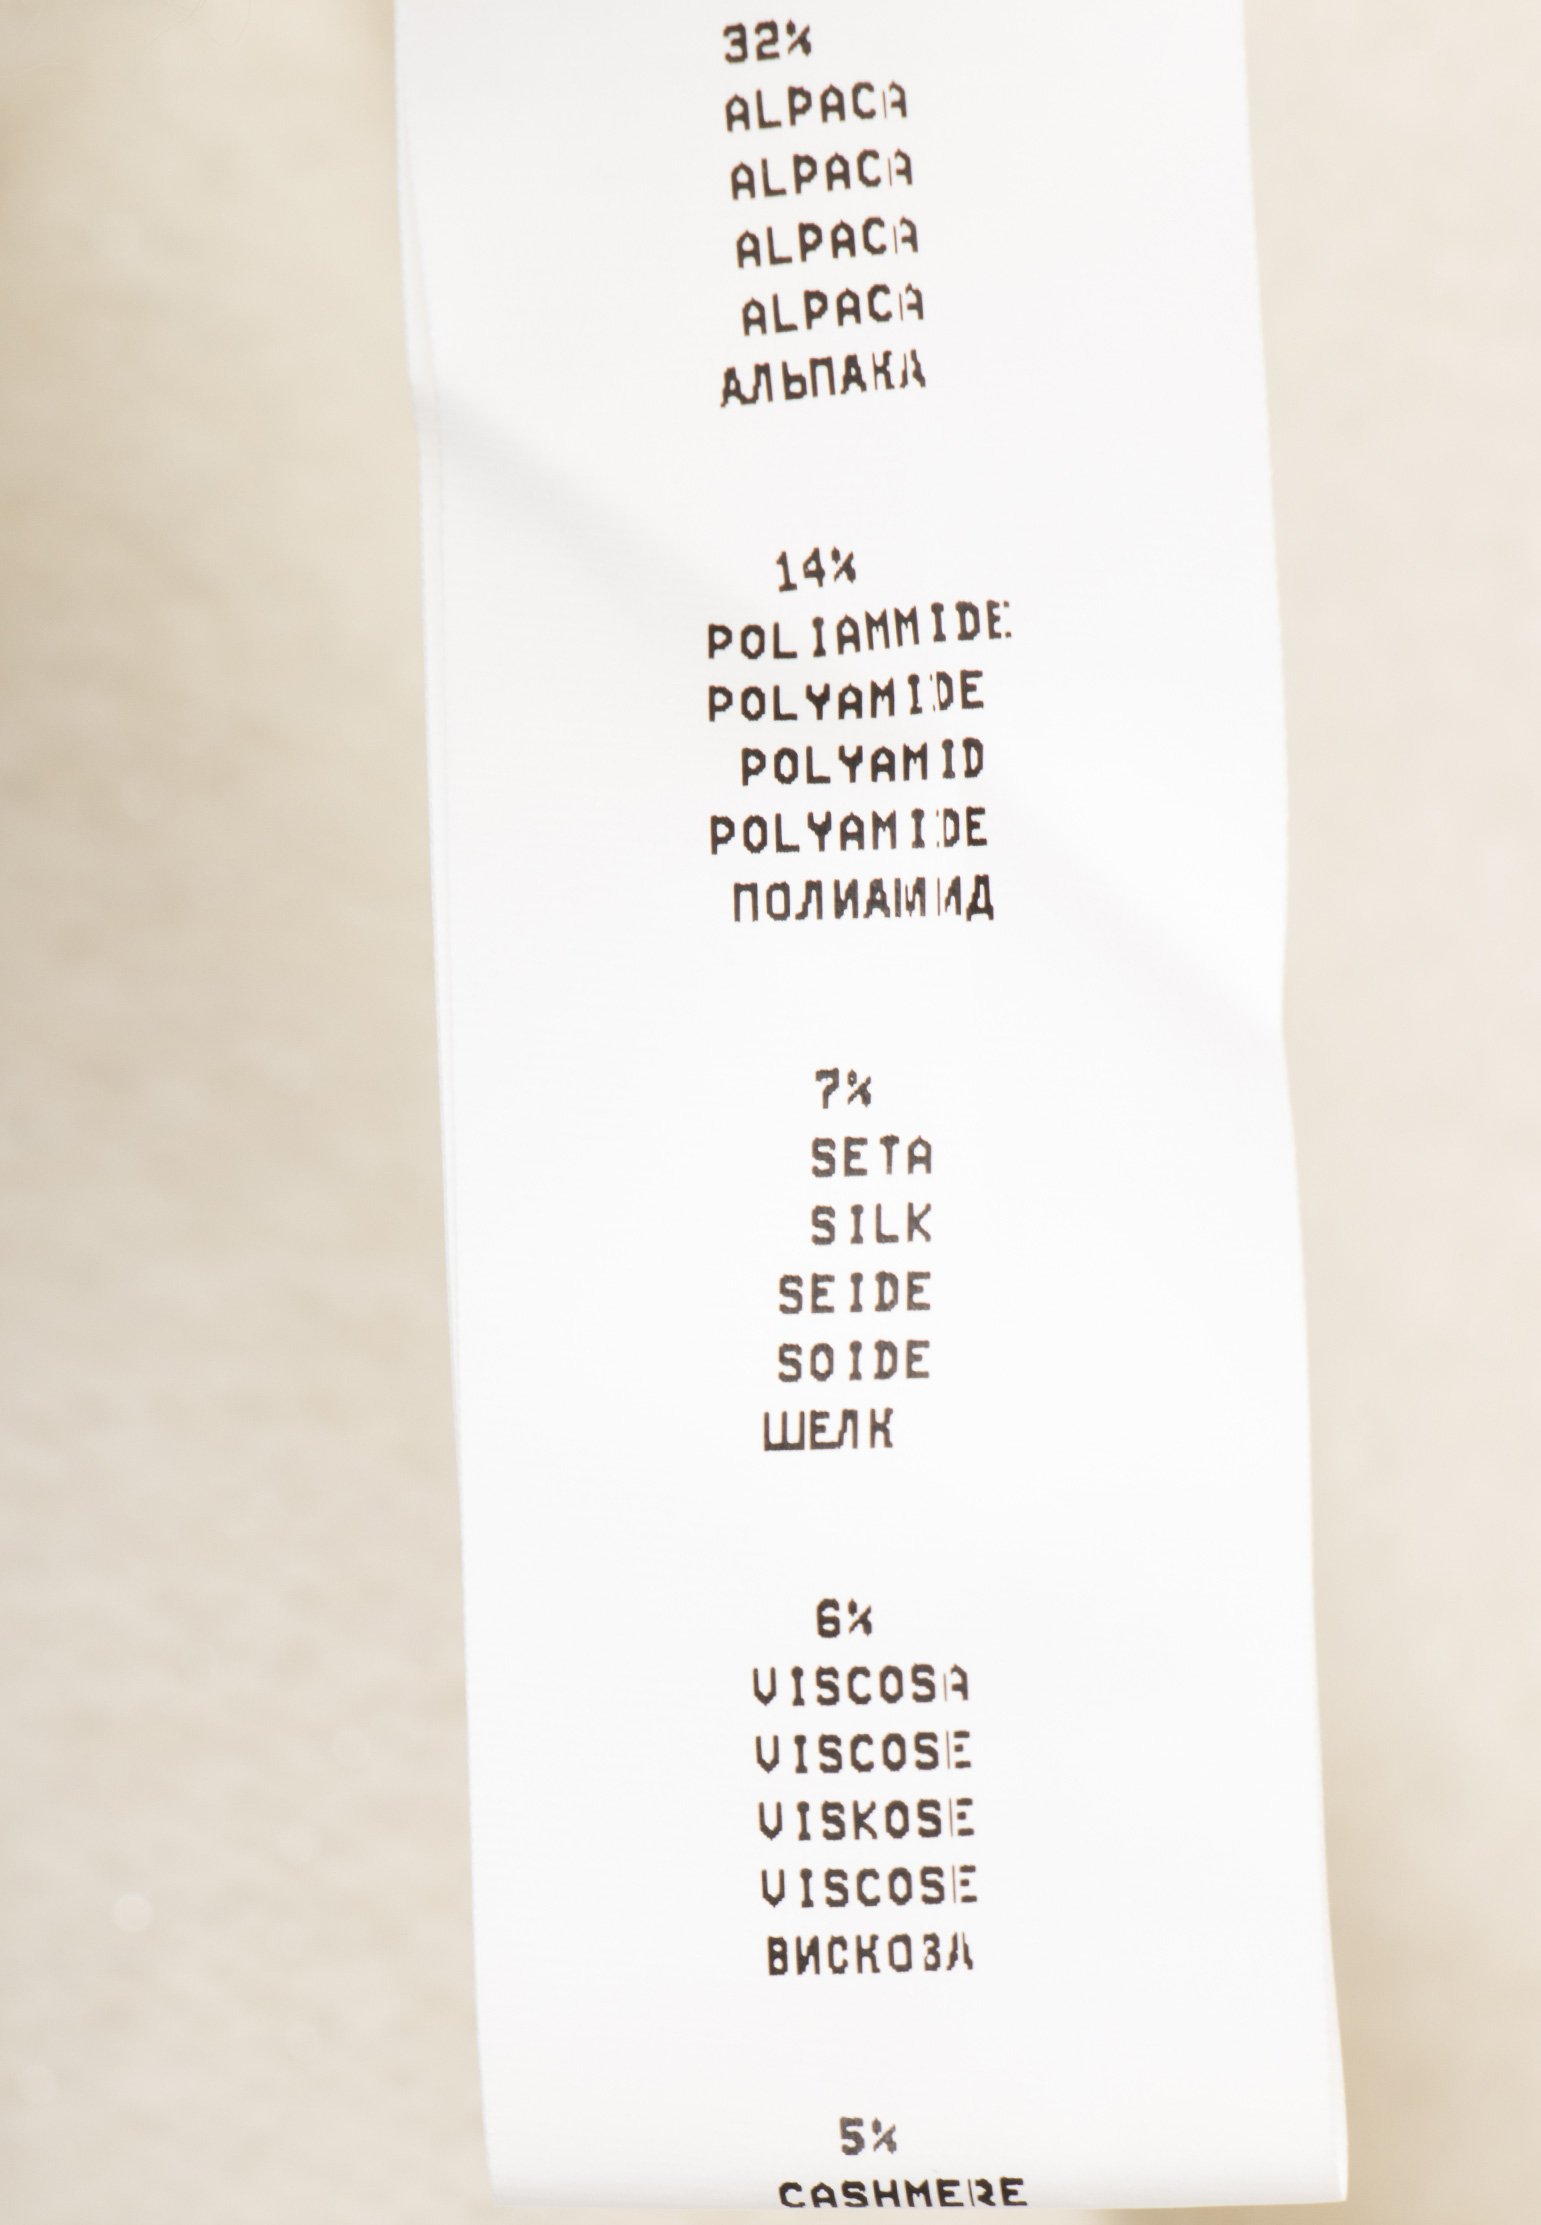 32%
ALPACA
ALPACA
ALPACA
ALPACA
АЛЬПАКА
14%
POLIAMMIDE
POLYAMIDE
POLYAMID
POLYAMIDE
ПОЛИАМИД
7%
SETA
SILK
SEIDE
SOIDE
ШЕЛК
6%
VISCOSA
VISCOSE
VISKOSE
VISCOSE
ВИСКОЗА
5%
CASHMERE